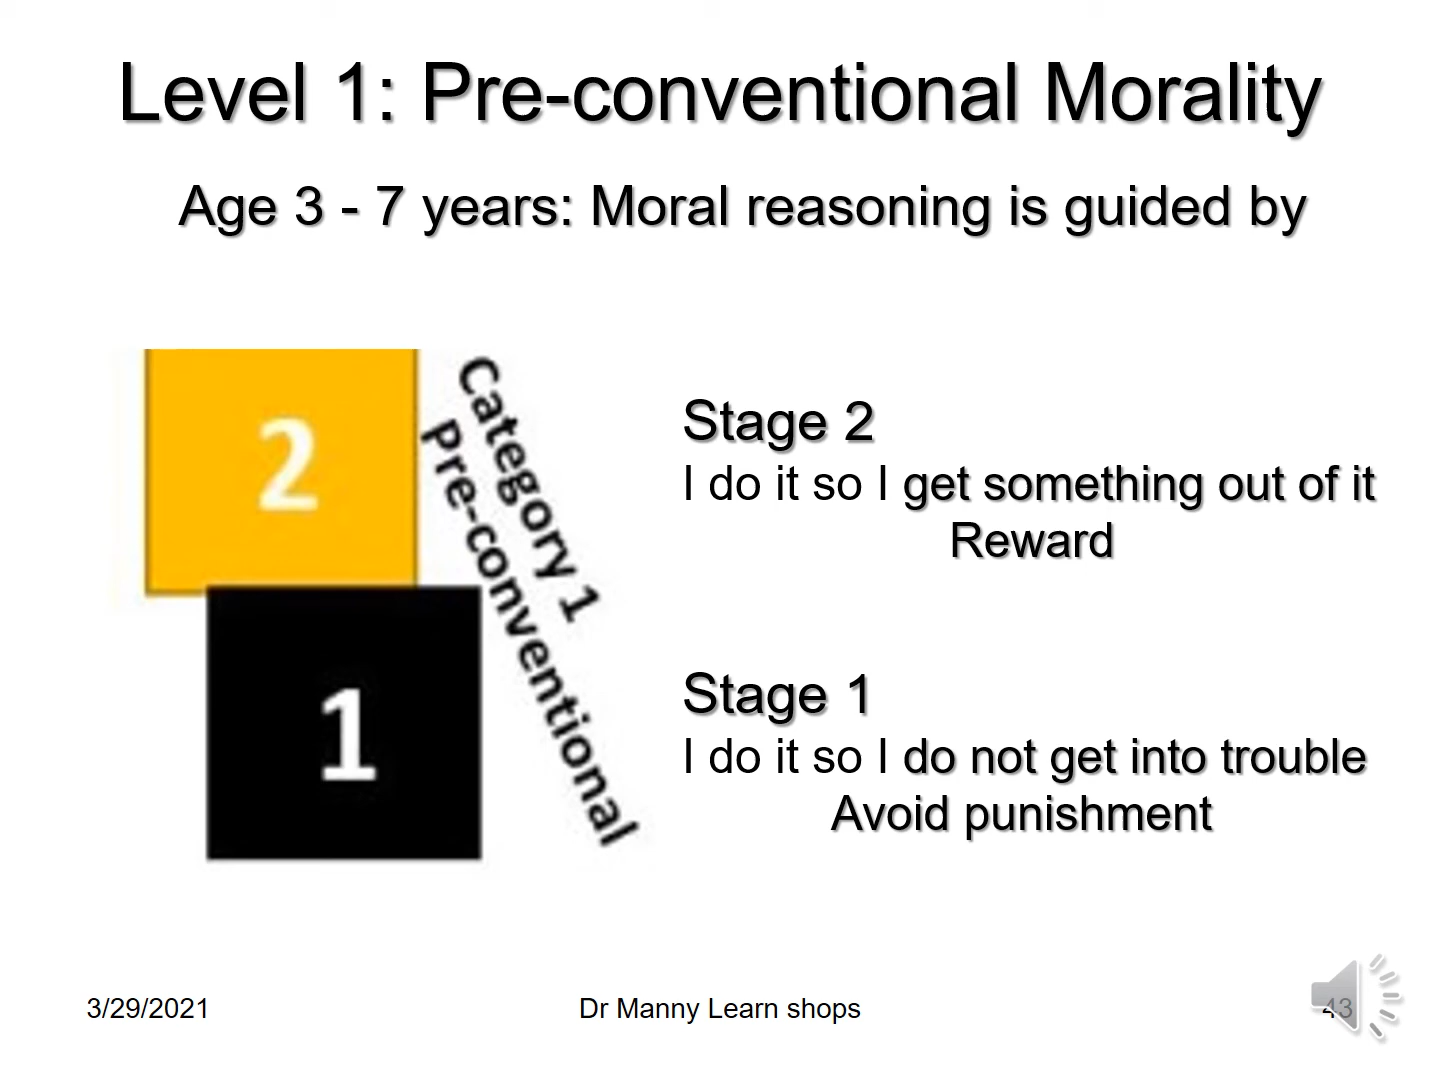 Level 1: Pre-conventional Morality
Age 3 - 7 years: Moral reasoning is guided by
2
Category 1
Pre-conventional
Stage 2
I do it so I get something out of it
Reward
1
Stage 1
I do it so I do not get into trouble
Avoid punishment
3/29/2021
Dr Manny Learn shops
43